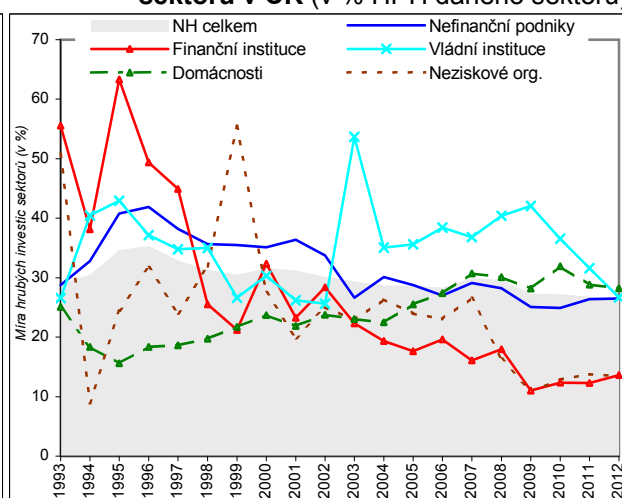 sektorů v ČR (v % HPH daného sektoru)
NH celkem
Nefinanční podniky
Finanční instituce
Vládní instituce
Domácnosti
Neziskové org.
Míra hrubých investic sektorů (v %)
70
60
50
40
30
20
10
0
1993 1994 1995 1996 1997 1998 1999 2000 2001 2002 2003 2004 2005 2006 2007 2008 2009 2010 2011 2012